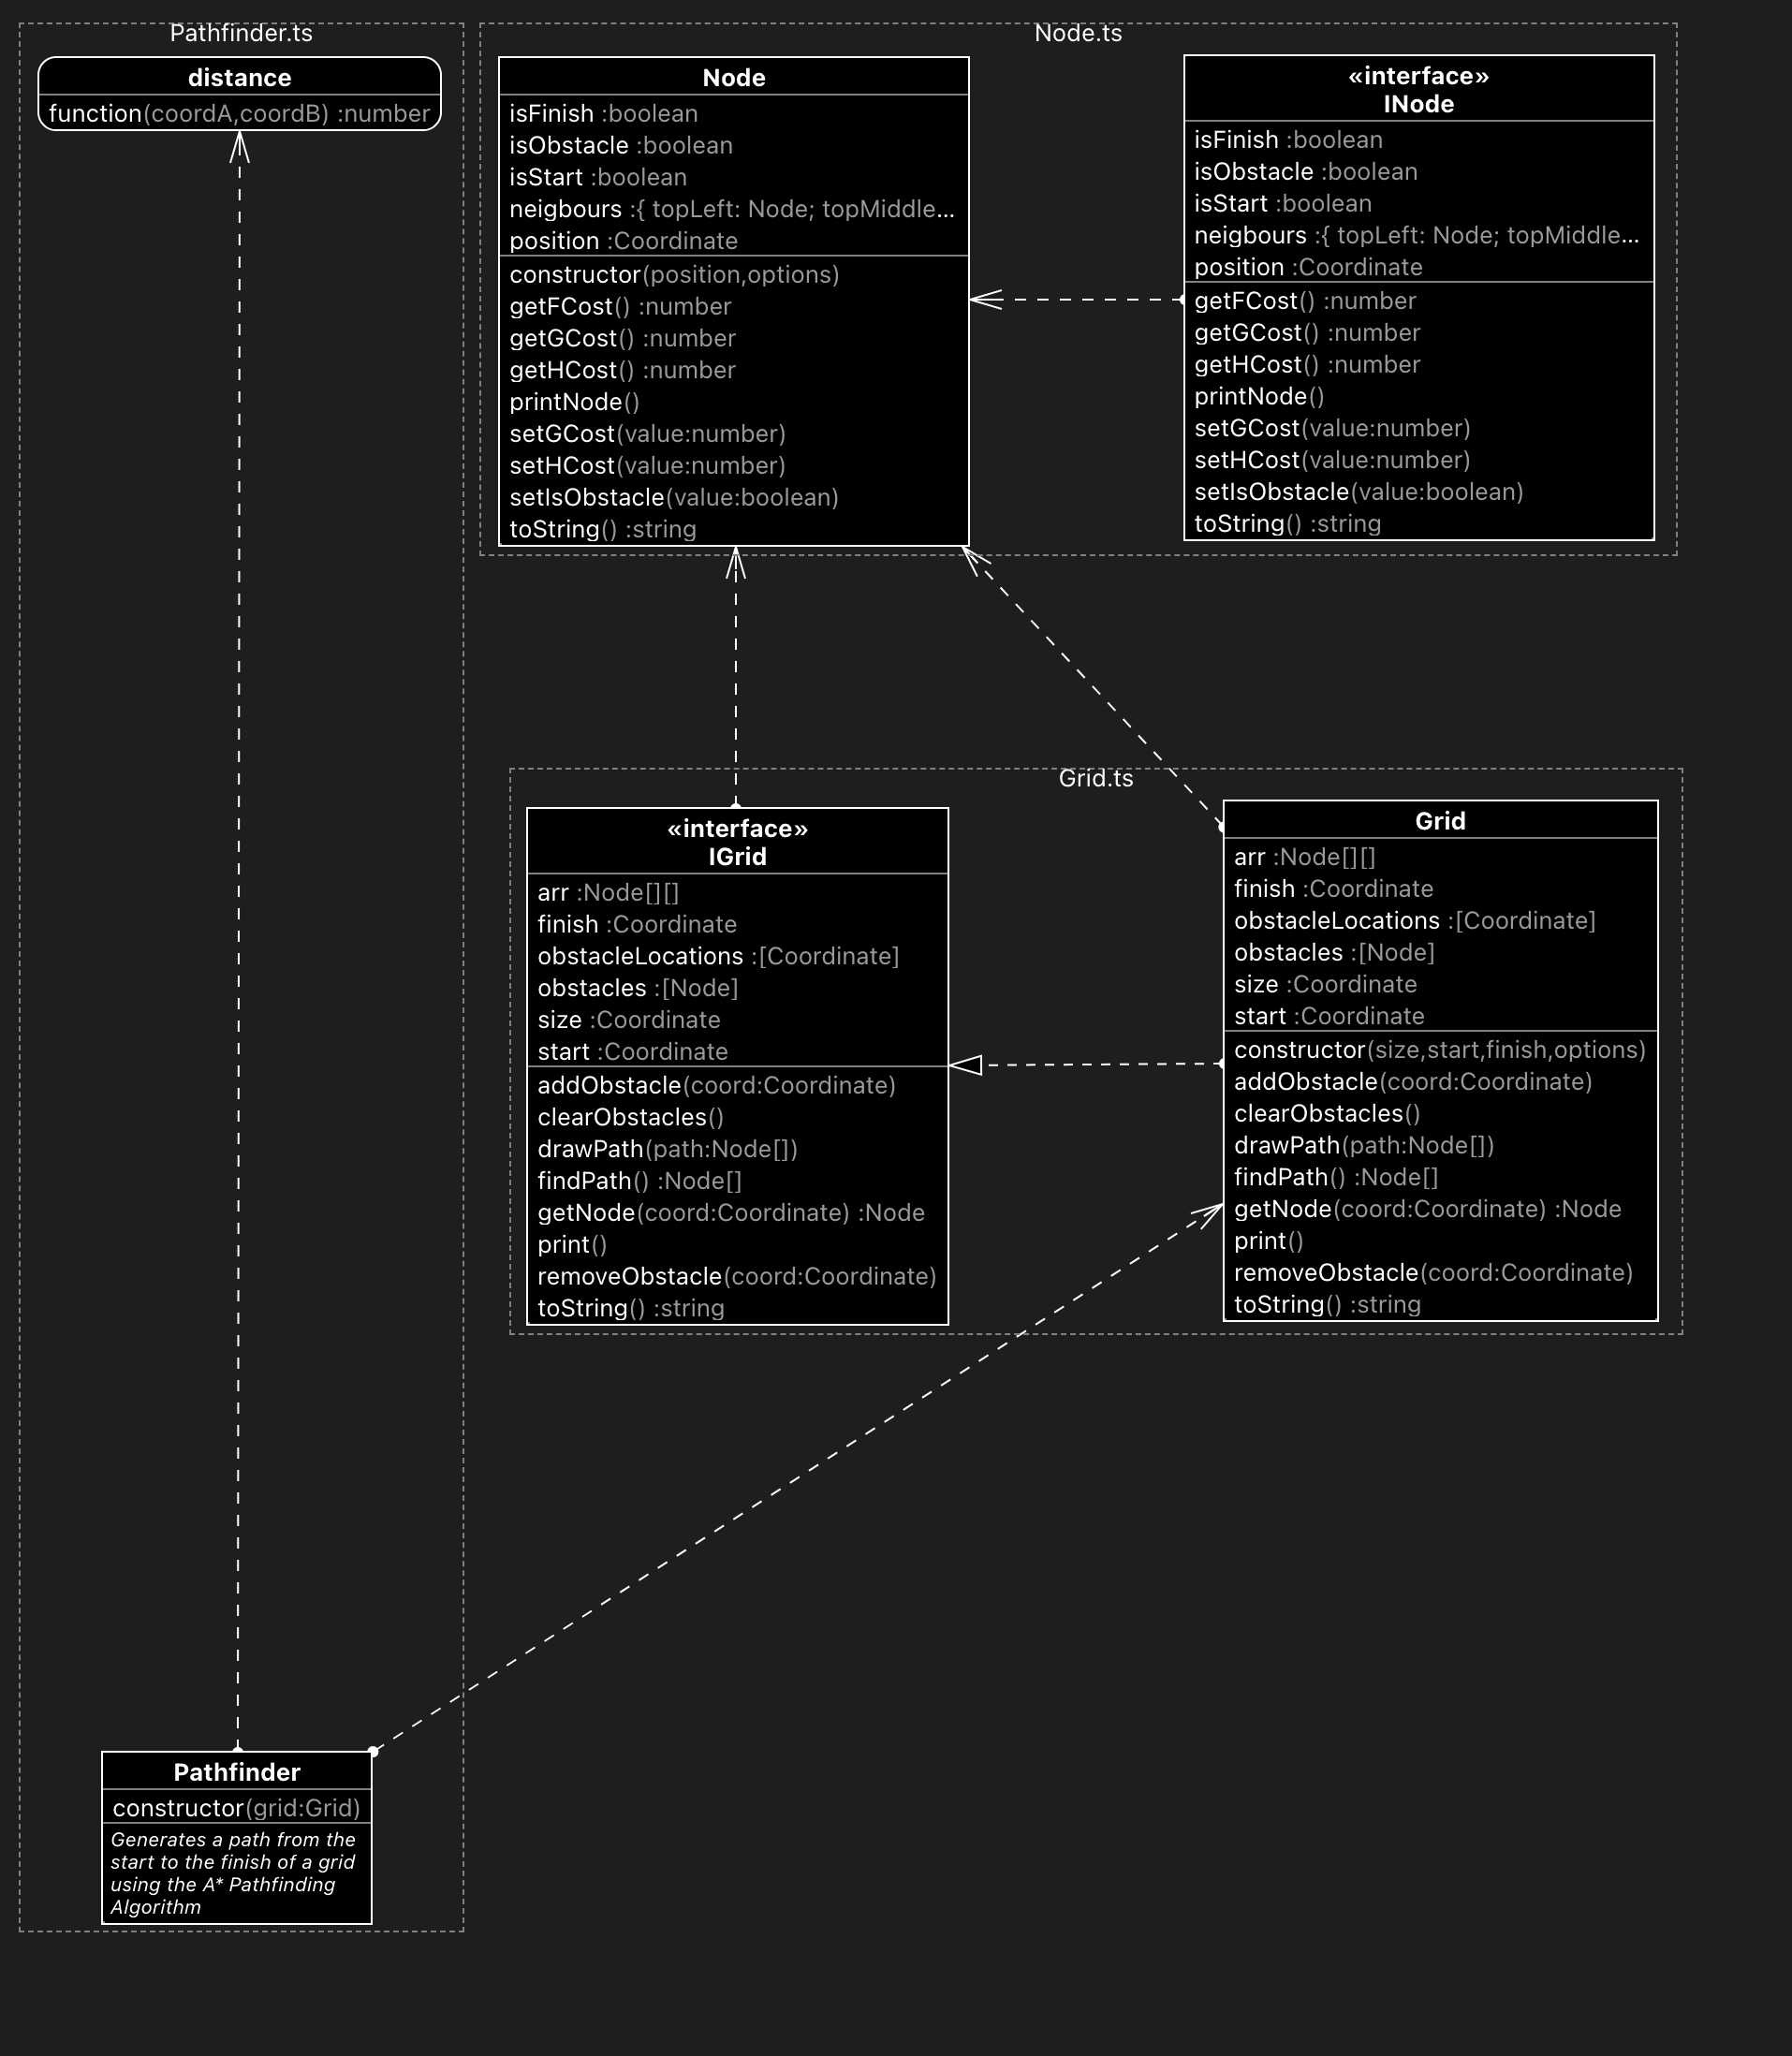 Pathfinder.ts
distance
function(coordA,coordB) :number
Node.ts
Node
isFinish :boolean
isObstacle :boolean
isStart :boolean
neigbours :{ topLeft: Node; topMiddle...
position :Coordinate
constructor(position,options)
getFCost() :number
getGCost() :number
getHCost() :number
printNode()
setGCost(value:number)
setHCost(value:number)
setIsObstacle(value:boolean)
toString() :string
«interface»
INode
isFinish :boolean
isObstacle :boolean
isStart :boolean
neigbours :{ topLeft: Node; topMiddle...
position :Coordinate
getFCost() :number
getGCost() :number
getHCost() :number
printNode()
setGCost(value:number)
setHCost(value:number)
setIsObstacle(value:boolean)
toString() :string
Grid.ts
«interface»
IGrid
arr :Node[][]
finish :Coordinate
obstacleLocations :[Coordinate]
obstacles :[Node]
size :Coordinate
start :Coordinate
addObstacle(coord:Coordinate)
clearObstacles()
drawPath(path:Node[])
findPath() :Node[]
getNode(coord:Coordinate) :Node
print()
removeObstacle(coord:Coordinate)
toString() :string
Grid
arr :Node[][]
finish :Coordinate
obstacleLocations :[Coordinate]
obstacles :[Node]
size :Coordinate
start :Coordinate
constructor(size,start,finish,options)
addObstacle(coord:Coordinate)
clearObstacles()
drawPath(path:Node[])
findPath() :Node[]
getNode(coord:Coordinate) :Node
print()
removeObstacle(coord:Coordinate)
toString() :string
Pathfinder
constructor(grid:Grid)
Generates a path from the
start to the finish of a grid
using the A* Pathfinding
Algorithm